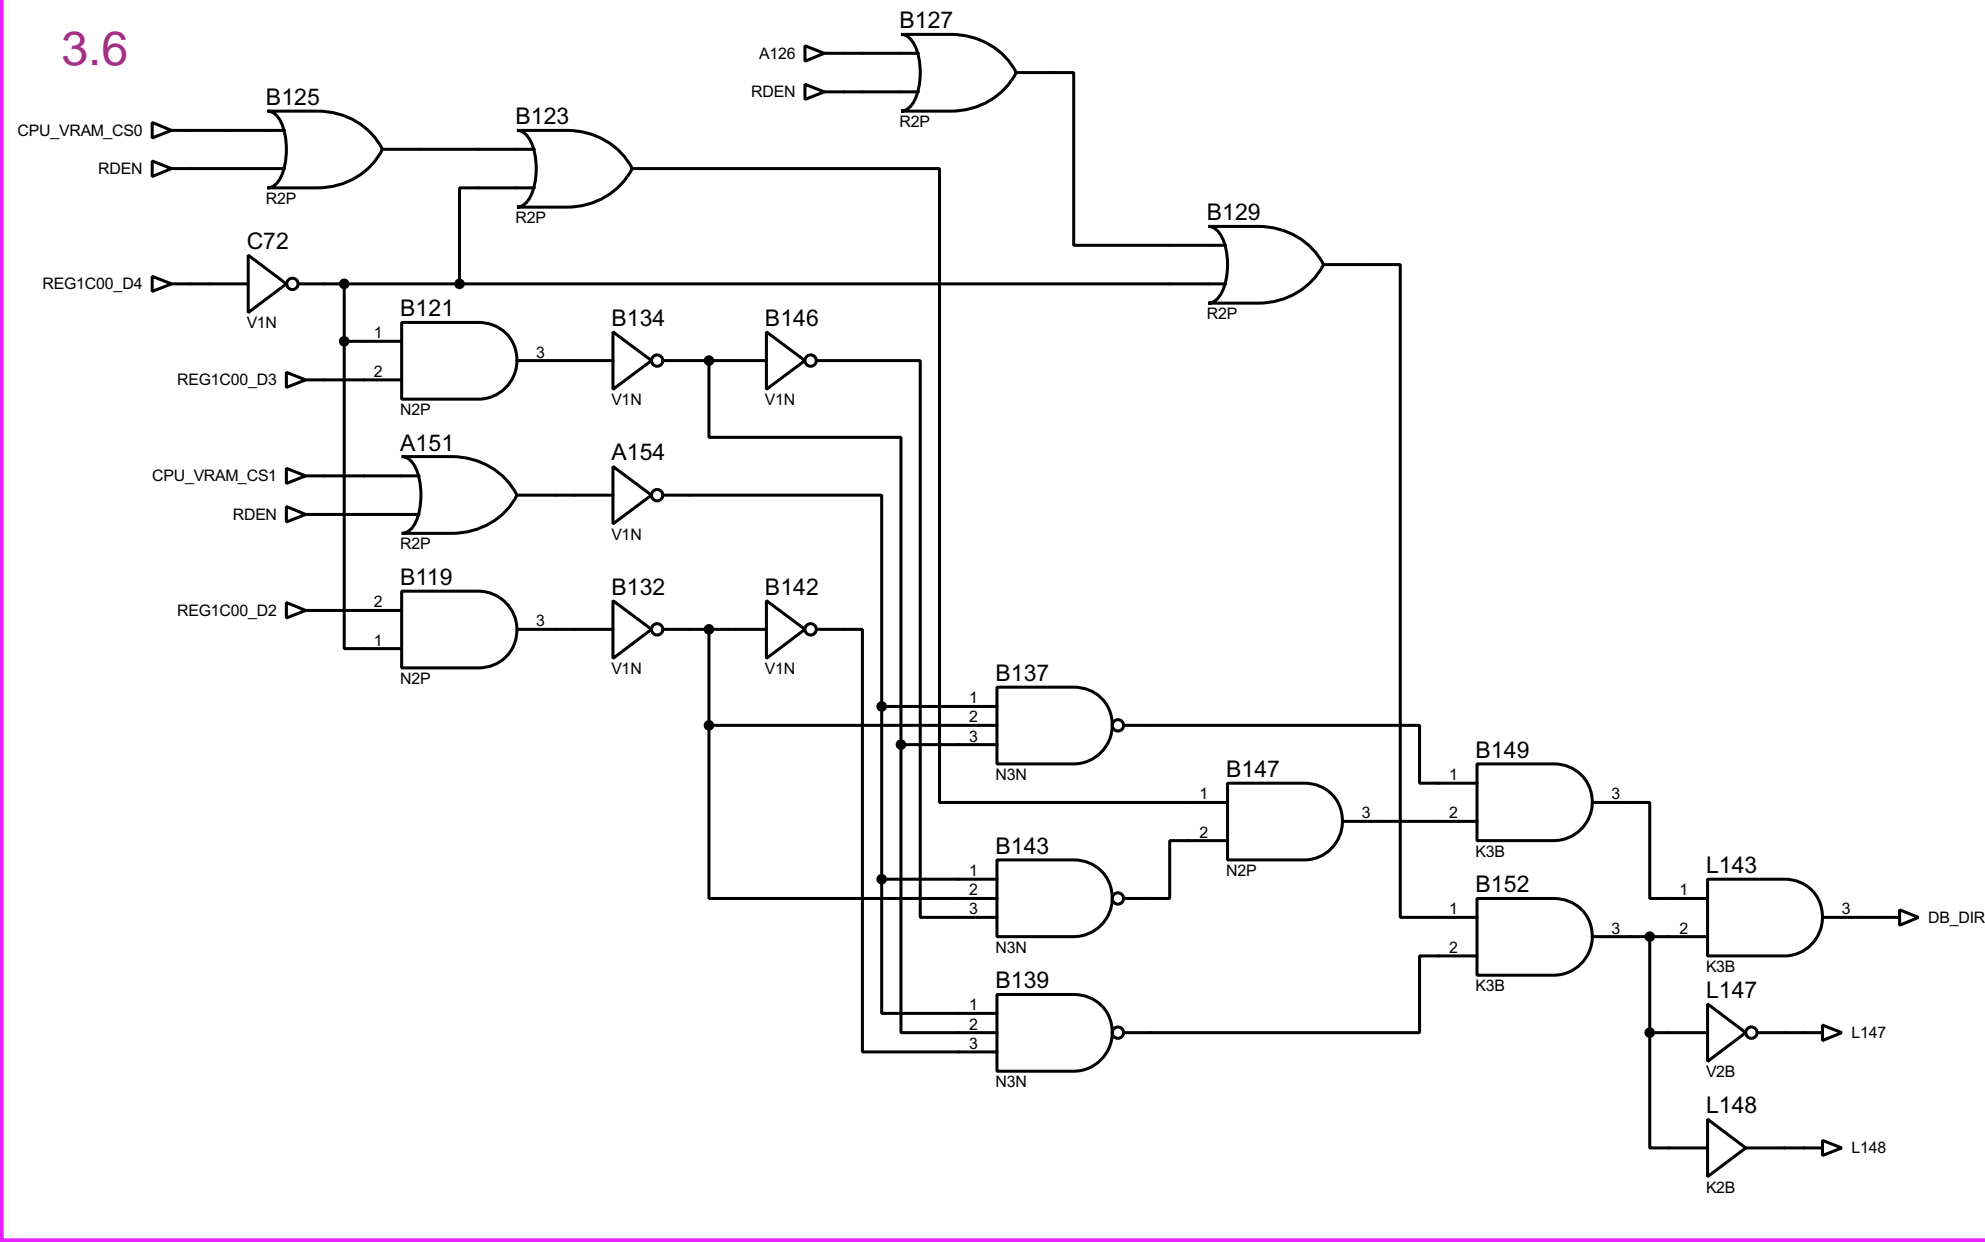 3.6
B127
A126
RDEN
R2P
B125
CPU_VRAM_CS0
RDEN
R2P
B123
R2P
B129
R2P
C72
REG1C00_D4
V1N
B121
1
REG1C00_D3
2
3
N2P
B134
V1N
B146
V1N
A151
CPU_VRAM_CS1
RDEN
R2P
A154
V1N
B119
REG1C00_D2
2
1
3
N2P
B132
V1N
B142
V1N
B137
1
2
3
N3N
B147
1
2
3
N2P
B149
1
2
3
K3B
B143
1
2
3
N3N
B152
1
2
3
K3B
L143
1
2
3
DB_DIR
K3B
B139
1
2
3
N3N
L147
L147
V2B
L148
L148
K2B